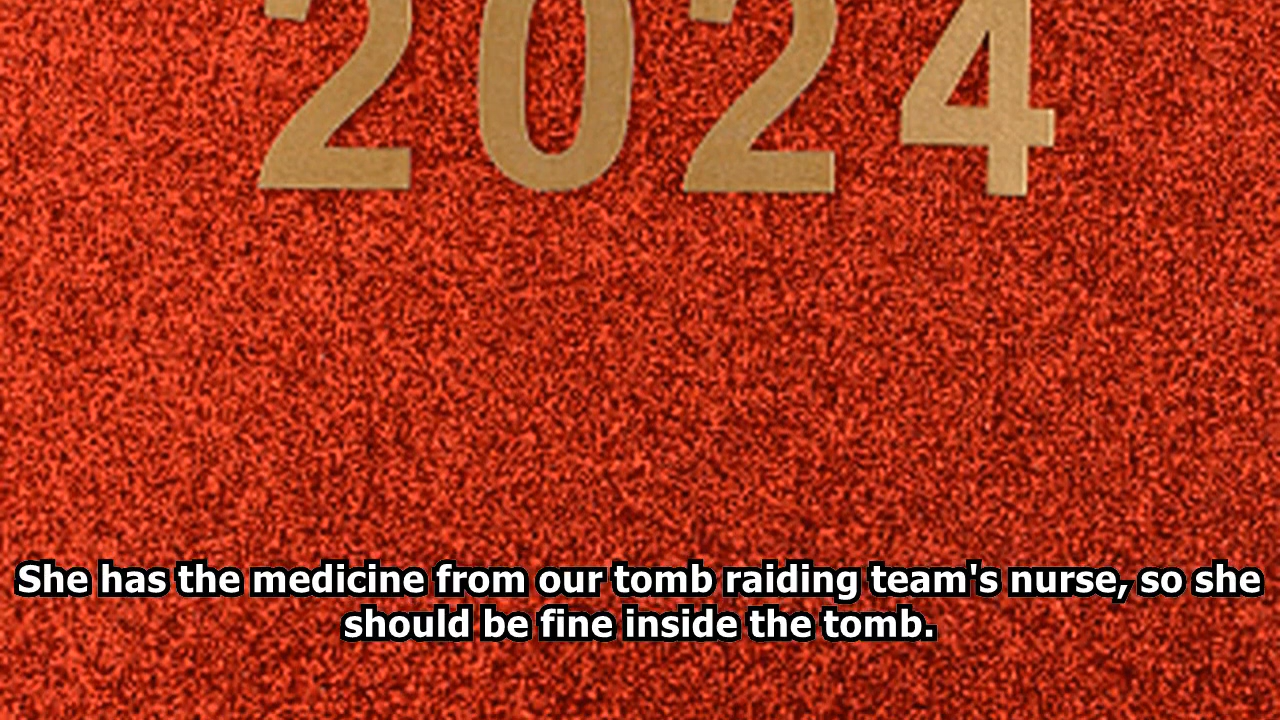 2024
She has the medicine from our tomb raiding team's nurse, so she
should be fine inside the tomb.